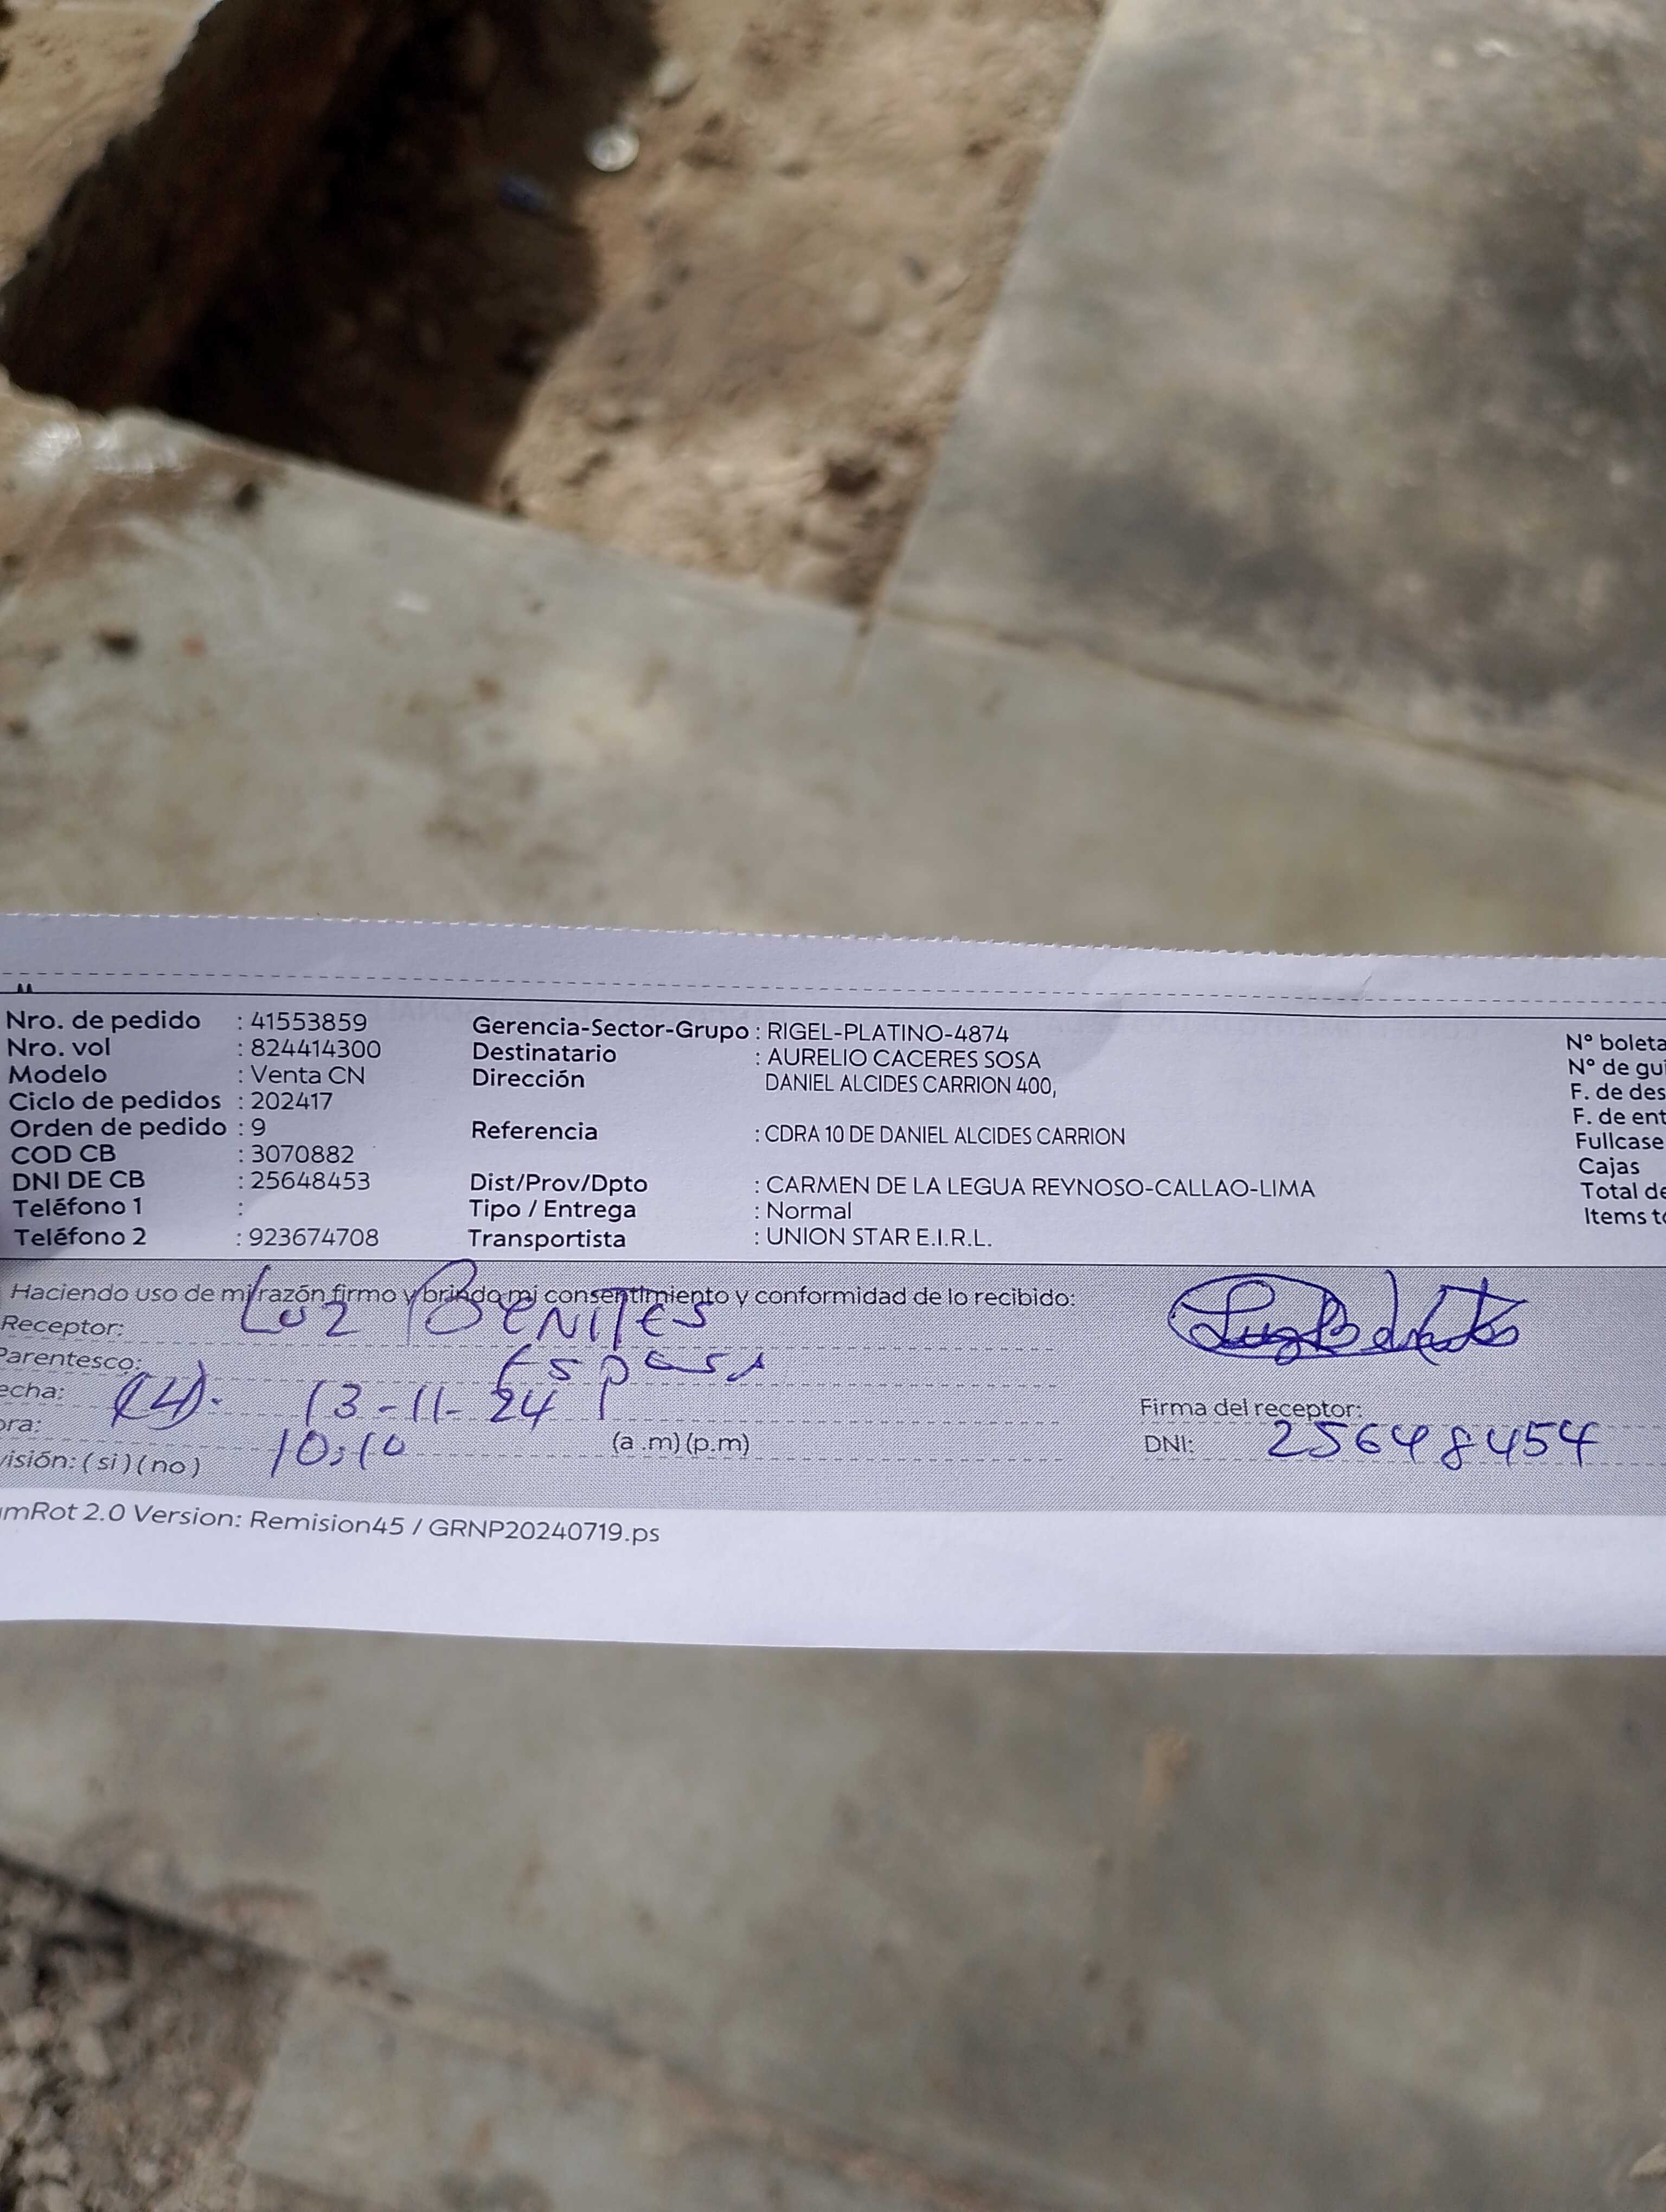 Nro. de pedido : 41553859 Gerencia-Sector-Grupo : RIGEL-PLATINO-4874
Nro. vol : 824414300 Destinatario : AURELIO CACERES SOSA Nº boleta
Modelo : Venta CN Dirección DANIEL ALCIDES CARRION 400, Nº de gui
Ciclo de pedidos : 202417 F. de des
Orden de pedido : 9 Referencia : CDRA 10 DE DANIEL ALCIDES CARRION F. de ent
COD CB : 3070882 Fullcase
DNI DE CB : 25648453 Dist/Prov/Dpto : CARMEN DE LA LEGUA REYNOSO-CALLAO-LIMA Cajas
Teléfono 1 : Tipo / Entrega : Normal Total de
Teléfono 2 : 923674708 Transportista : UNION STAR E.I.R.L. Items to
Haciendo uso de mi razón firmo y brindo mi consentimiento y conformidad de lo recibido:
Receptor: Luz BENITES
Parentesco: Esposa
echa: (4). 13-11-24 Firma del receptor:
ora: 10:10 (a .m) (p.m) DNI: 25648454
isión: ( si ) ( no )
mRot 2.0 Version: Remision45 / GRNP20240719.ps